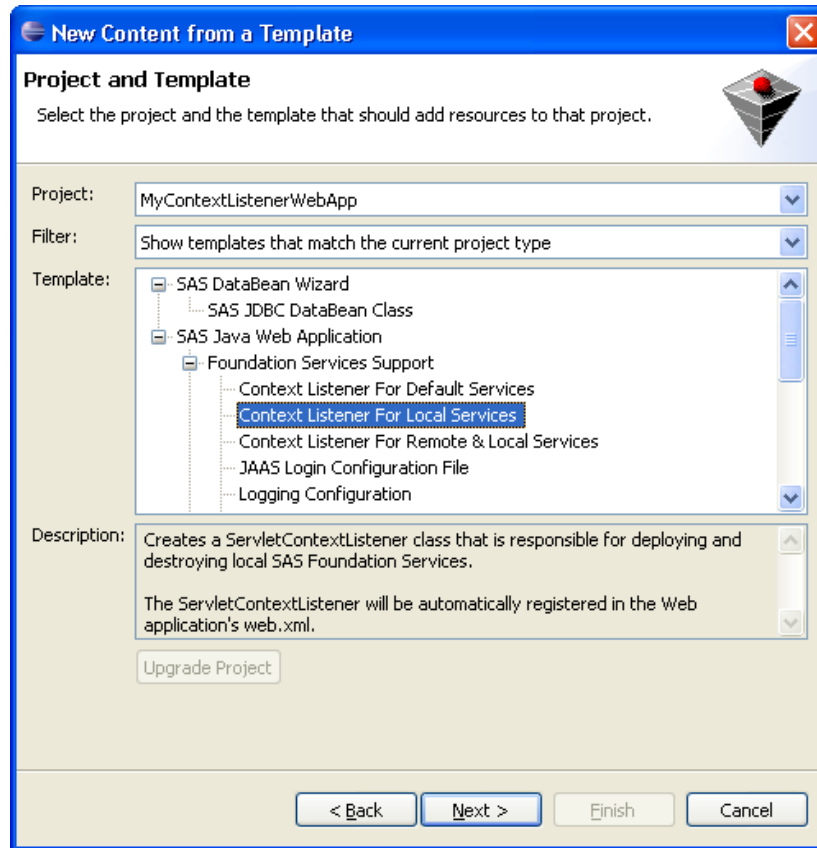 New Content from a Template
Project and Template
Select the project and the template that should add resources to that project.
Project:
MyContextListenerWebApp
Filter:
Show templates that match the current project type
Template:
SAS DataBean Wizard
SAS JDBC DataBean Class
SAS Java Web Application
Foundation Services Support
Context Listener For Default Services
Context Listener For Local Services
Context Listener For Remote & Local Services
JAAS Login Configuration File
Logging Configuration
Description:
Creates a ServletContextListener class that is responsible for deploying and
destroying local SAS Foundation Services.
The ServletContextListener will be automatically registered in the Web
application's web.xml.
Upgrade Project
< Back
Next >
Finish
Cancel